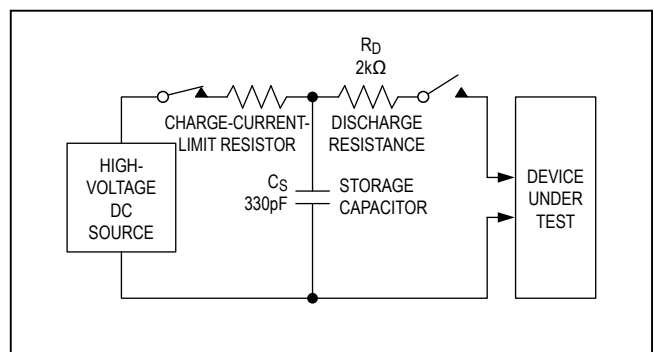 R_D
2kΩ
CHARGE-CURRENT-
LIMIT RESISTOR
DISCHARGE
RESISTANCE
HIGH-
VOLTAGE
DC
SOURCE
C_S
330pF
STORAGE
CAPACITOR
DEVICE
UNDER
TEST